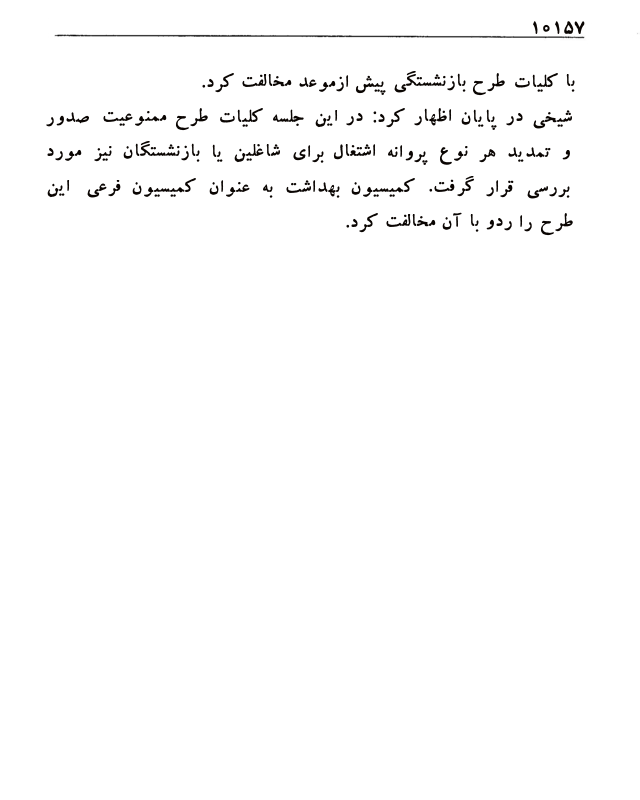 ۱۰۱۵۷
با کلیات طرح بازنشستگی پیش ازموعد مخالفت کرد.
شیخی در پایان اظهار کرد: در این جلسه کلیات طرح ممنوعیت صدور
و تمدید هر نوع پروانه اشتغال برای شاغلین یا بازنشستگان نیز مورد
بررسی قرار گرفت. کمیسیون بهداشت به عنوان کمیسیون فرعی این
طرح را ردو با آن مخالفت کرد.